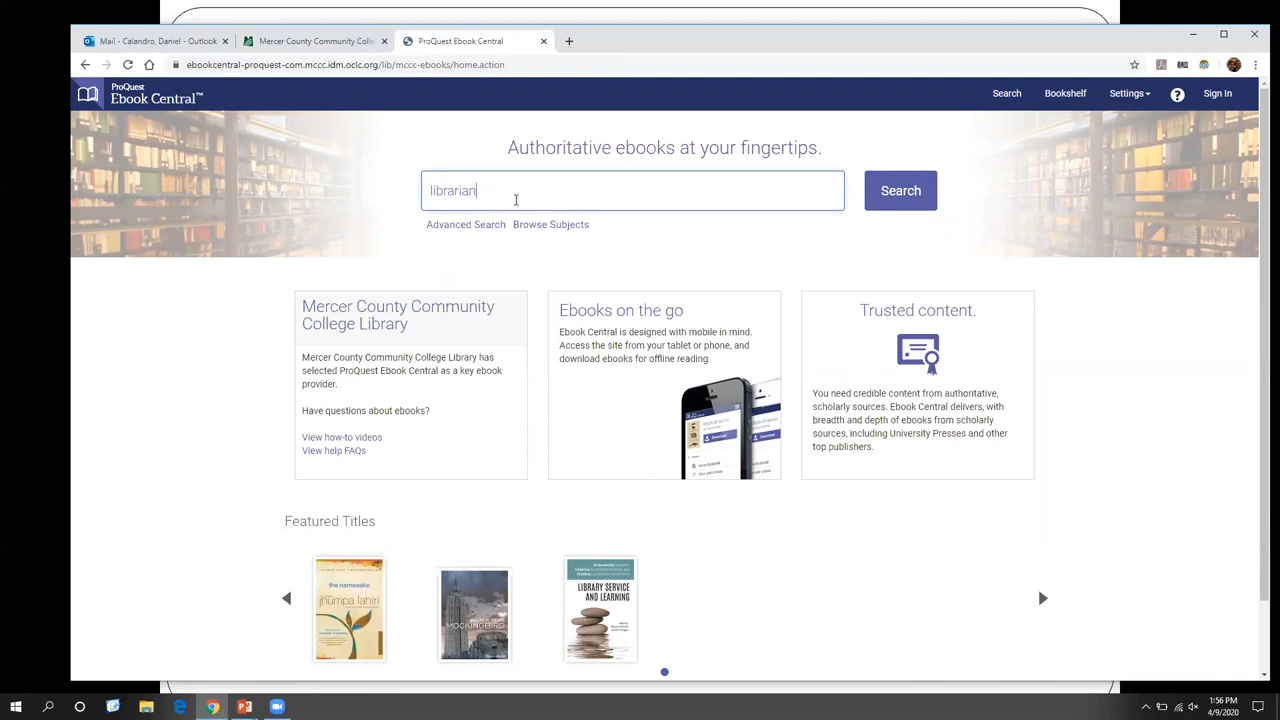 Mail - Calandro, Daniel - Outlook
Mercer County Community Coll
ProQuest Ebook Central
ebookcentral-proquest-com.mccc.idm.oclc.org/lib/mccc-ebooks/home.action
ProQuest
Ebook Central™
Search
Bookshelf
Settings
?
Sign In
Authoritative ebooks at your fingertips.
librarian
Search
Advanced Search Browse Subjects
Mercer County Community
College Library
Mercer County Community College Library has
selected ProQuest Ebook Central as a key ebook
provider.
Have questions about ebooks?
View how-to videos
View help FAQs
Ebooks on the go
Ebook Central is designed with mobile in mind.
Access the site from your tablet or phone, and
download ebooks for offline reading.
Trusted content.
You need credible content from authoritative,
scholarly sources. Ebook Central delivers, with
breadth and depth of ebooks from scholarly
sources, including University Presses and other
top publishers.
Featured Titles
the namesake
jhumpa lahiri
MOCKINGBIRD
LIBRARY SERVICE
AND LEARNING
1:56 PM
4/9/2020